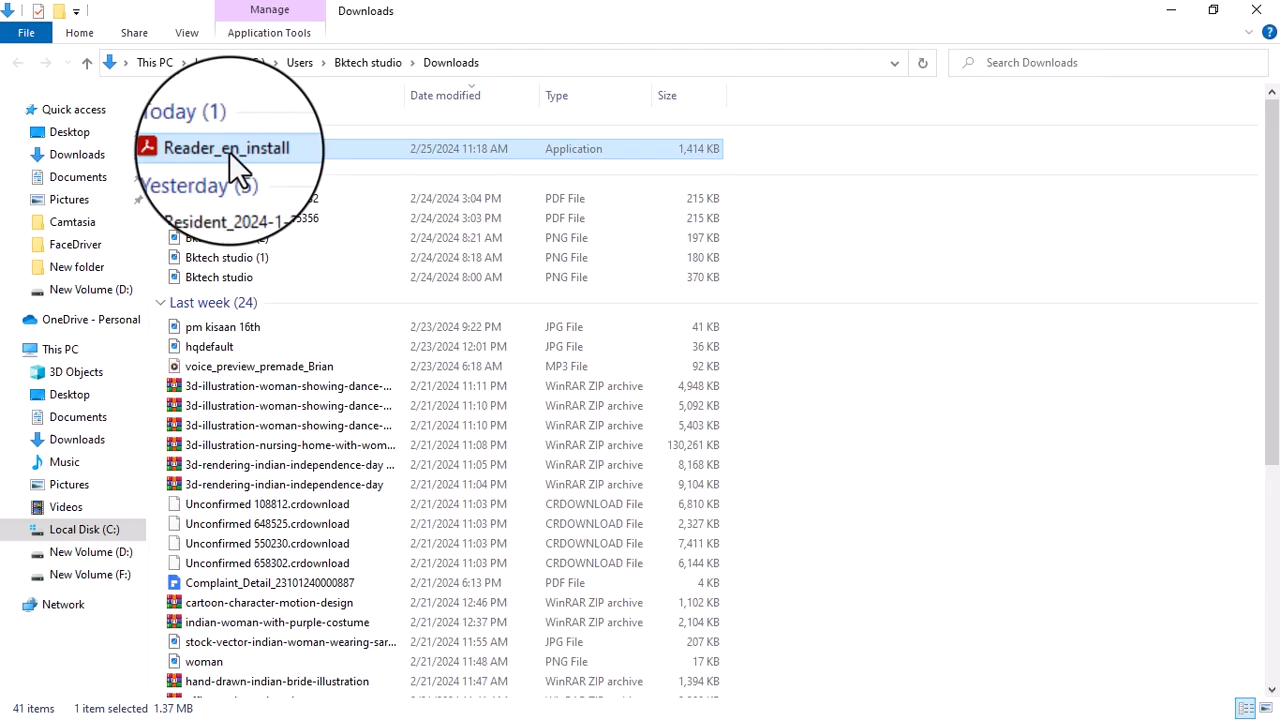 Manage
Downloads
File
Home
Share
View
Application Tools
This PC
Users
Bktech studio
Downloads
Search Downloads
Date modified
Type
Size
Today (1)
Reader_en_install
2/25/2024 11:18 AM
Application
1,414 KB
Yesterday (5)
2/24/2024 3:04 PM
PDF File
215 KB
Resident_2024-1-
2/24/2024 3:03 PM
PDF File
215 KB
2/24/2024 8:21 AM
PNG File
197 KB
Bktech studio (1)
2/24/2024 8:18 AM
PNG File
180 KB
Bktech studio
2/24/2024 8:00 AM
PNG File
370 KB
Last week (24)
pm kisaan 16th
2/23/2024 9:22 PM
JPG File
41 KB
hqdefault
2/23/2024 12:01 PM
JPG File
36 KB
voice_preview_premade_Brian
2/23/2024 6:18 AM
MP3 File
92 KB
3d-illustration-woman-showing-dance-...
2/21/2024 11:11 PM
WinRAR ZIP archive
4,948 KB
3d-illustration-woman-showing-dance-...
2/21/2024 11:10 PM
WinRAR ZIP archive
5,092 KB
3d-illustration-woman-showing-dance-...
2/21/2024 11:10 PM
WinRAR ZIP archive
5,403 KB
3d-illustration-nursing-home-with-wom...
2/21/2024 11:08 PM
WinRAR ZIP archive
130,261 KB
3d-rendering-indian-independence-day ...
2/21/2024 11:05 PM
WinRAR ZIP archive
8,168 KB
3d-rendering-indian-independence-day
2/21/2024 11:04 PM
WinRAR ZIP archive
9,104 KB
Unconfirmed 108812.crdownload
2/21/2024 11:03 PM
CRDOWNLOAD File
6,810 KB
Unconfirmed 648525.crdownload
2/21/2024 11:03 PM
CRDOWNLOAD File
2,327 KB
Unconfirmed 550230.crdownload
2/21/2024 11:03 PM
CRDOWNLOAD File
7,411 KB
Unconfirmed 658302.crdownload
2/21/2024 11:03 PM
CRDOWNLOAD File
6,144 KB
Complaint_Detail_23101240000887
2/21/2024 6:13 PM
PDF File
4 KB
cartoon-character-motion-design
2/21/2024 12:46 PM
WinRAR ZIP archive
1,102 KB
indian-woman-with-purple-costume
2/21/2024 12:37 PM
WinRAR ZIP archive
2,104 KB
stock-vector-indian-woman-wearing-sar...
2/21/2024 11:55 AM
JPG File
207 KB
woman
2/21/2024 11:48 AM
PNG File
17 KB
hand-drawn-indian-bride-illustration
2/21/2024 11:47 AM
WinRAR ZIP archive
1,394 KB
Quick access
Desktop
Downloads
Documents
Pictures
Camtasia
FaceDriver
New folder
New Volume (D:)
OneDrive - Personal
This PC
3D Objects
Desktop
Documents
Downloads
Music
Pictures
Videos
Local Disk (C:)
New Volume (D:)
New Volume (F:)
Network
41 items
1 item selected 1.37 MB